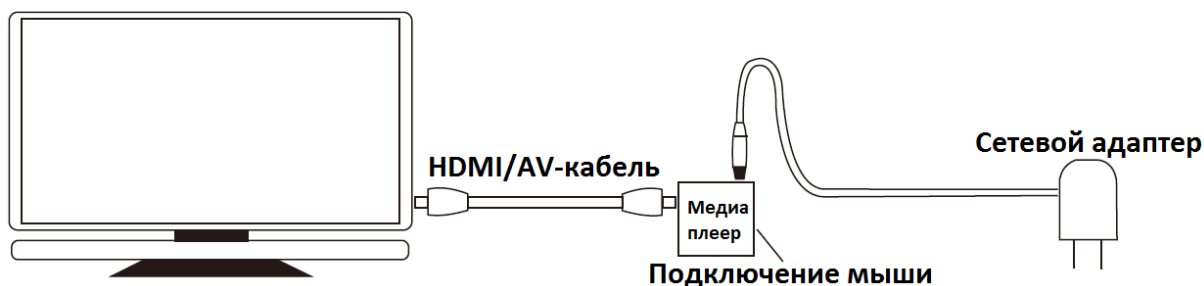 HDMI/AV-кабель
Сетевой адаптер
Медиа
плеер
Подключение мыши